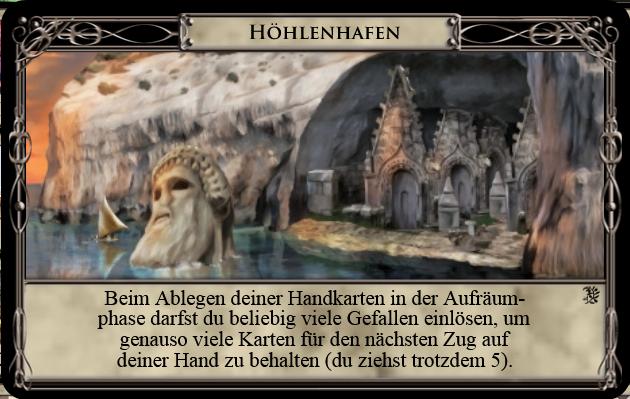 HÖHLENHAFEN
Beim Ablegen deiner Handkarten in der Aufräum-
phase darfst du beliebig viele Gefallen einlösen, um
genauso viele Karten für den nächsten Zug auf
deiner Hand zu behalten (du ziehst trotzdem 5).